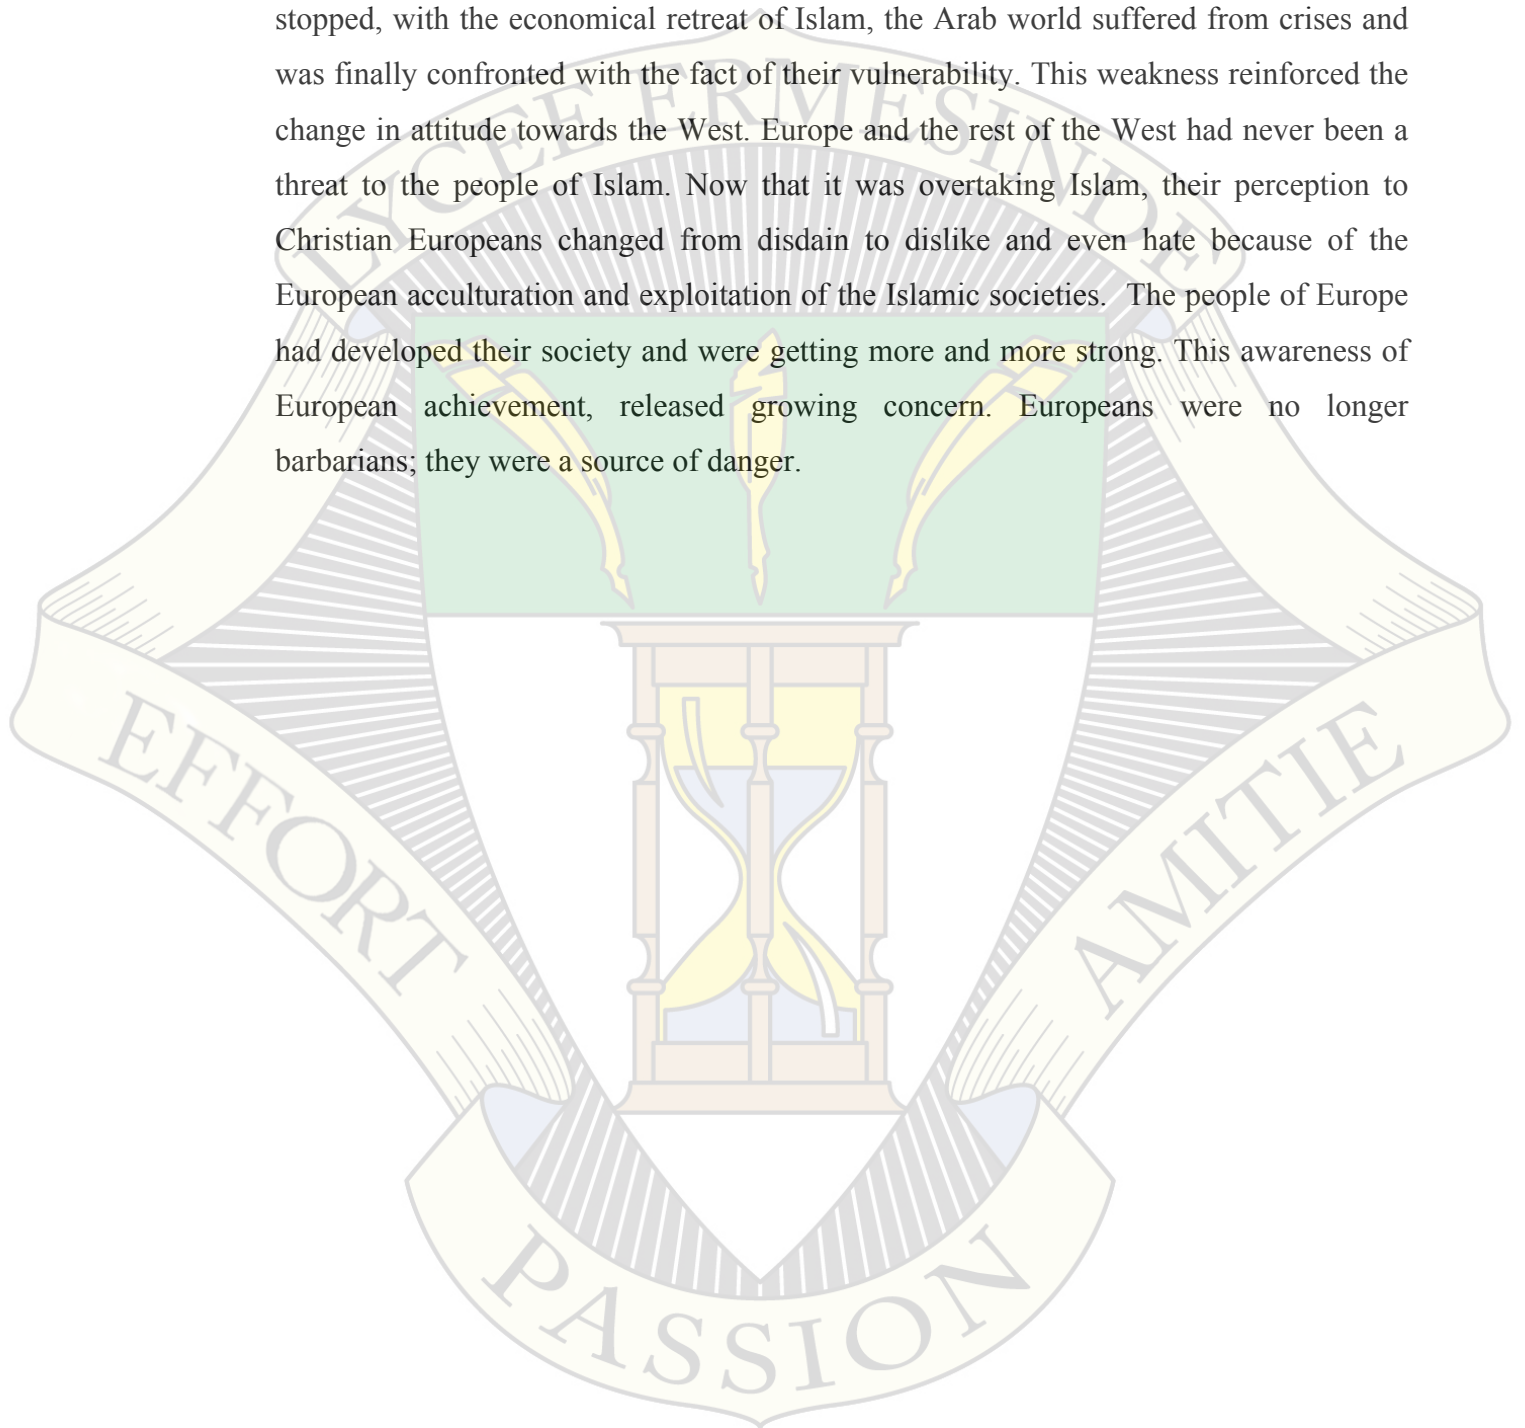 stopped, with the economical retreat of Islam, the Arab world suffered from crises and
was finally confronted with the fact of their vulnerability. This weakness reinforced the
change in attitude towards the West. Europe and the rest of the West had never been a
threat to the people of Islam. Now that it was overtaking Islam, their perception to
Christian Europeans changed from disdain to dislike and even hate because of the
European acculturation and exploitation of the Islamic societies. The people of Europe
had developed their society and were getting more and more strong. This awareness of
European achievement, released growing concern. Europeans were no longer
barbarians; they were a source of danger.
LYCEE ERMESINDE
EFFORT
AMITIE
PASSION